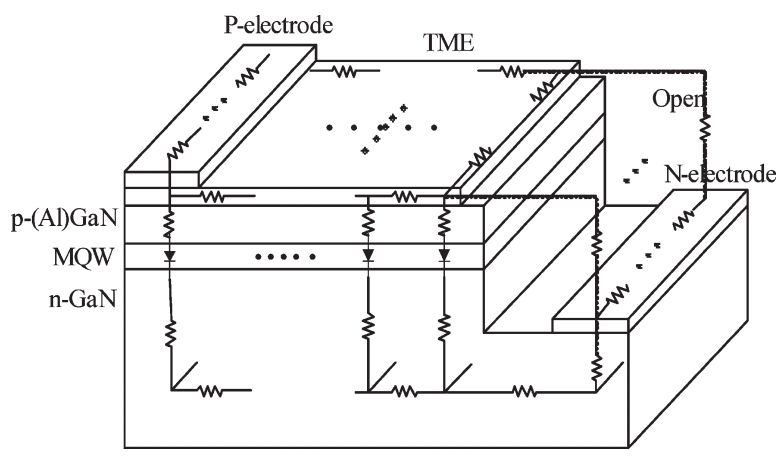 P-electrode
TME
Open
N-electrode
p-(Al)GaN
MQW
n-GaN